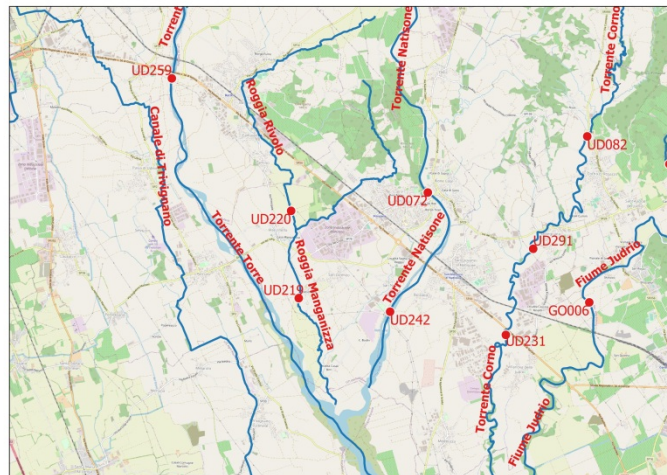 Torrente
Torrente Natisone
Torrente Corno
UD259
Roggia Rivolo
Canale di Trivignano
UD082
UD072
UD220
Torrente Torre
Roggia Manganizza
Torrente Natisone
UD291
Fiume Judrio
UD219
GO006
UD242
UD231
Torrente Corno
Fiume Judrio